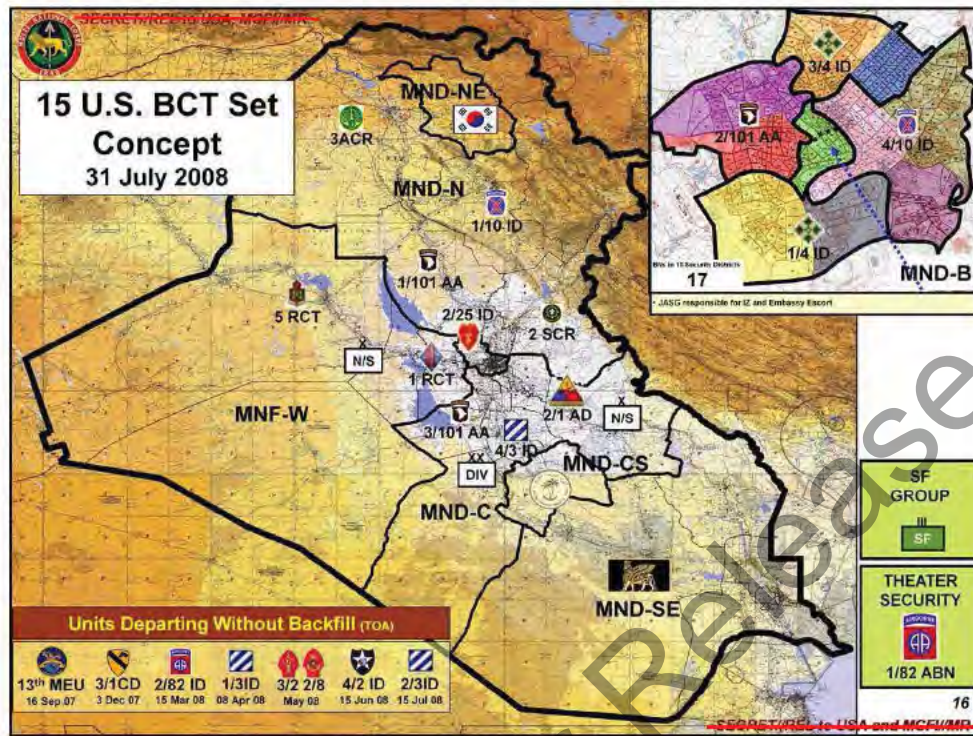 SECRET//REL to USA, MCFI//MR
15 U.S. BCT Set
Concept
31 July 2008
MND-NE
3ACR
MND-N
1/10 ID
1/101 AA
5 RCT
2/25 ID
2 SCR
X
N/S
1 RCT
2/1 AD
X
N/S
MNF-W
3/101 AA
4/3 ID
XX
DIV
MND-CS
MND-C
MND-SE
3/4 ID
2/101 AA
4/10 ID
1/4 ID
MND-B
17
- JASG responsible for IZ and Embassy Escort
SF
GROUP
III
SF
THEATER
SECURITY
AIRBORNE
1/82 ABN
Units Departing Without Backfill (TOA)
13th MEU 3/1CD 2/82 ID 1/3ID 3/2 2/8 4/2 ID 2/3ID
16 Sep 07 3 Dec 07 15 Mar 08 08 Apr 08 May 08 15 Jun 08 15 Jul 08
16
SECRET//REL to USA and MCFI//MR
Release